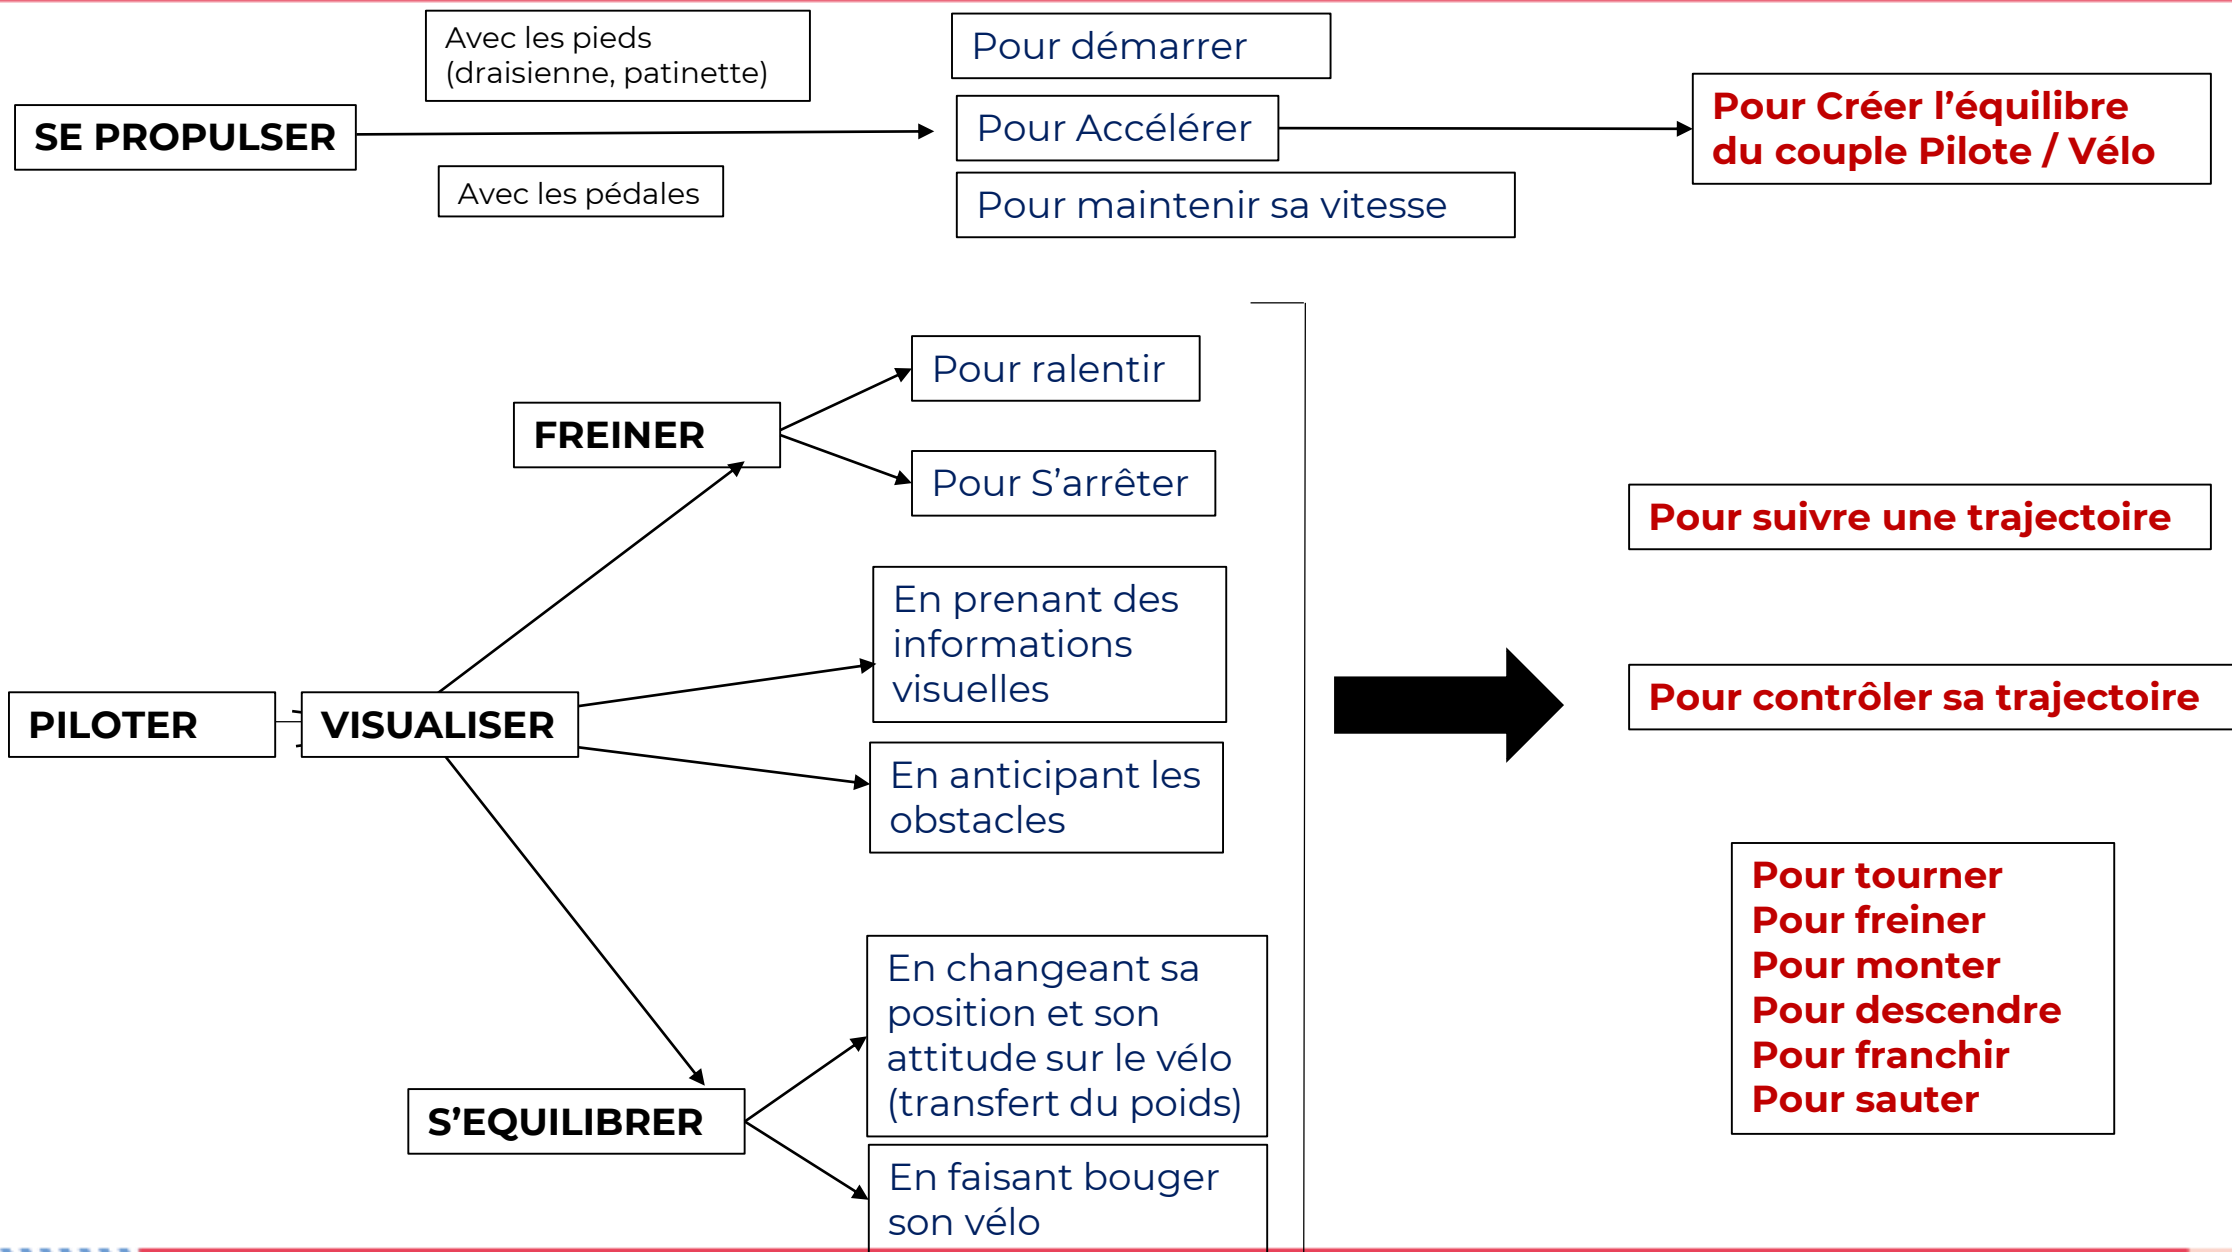 Avec les pieds
(draisienne, patinette)
SE PROPULSER
Avec les pédales
Pour démarrer
Pour Accélérer
Pour maintenir sa vitesse
Pour Créer l’équilibre
du couple Pilote / Vélo
PILOTER
VISUALISER
FREINER
Pour ralentir
Pour S’arrêter
En prenant des
informations
visuelles
En anticipant les
obstacles
S’EQUILIBRER
En changeant sa
position et son
attitude sur le vélo
(transfert du poids)
En faisant bouger
son vélo
Pour suivre une trajectoire
Pour contrôler sa trajectoire
Pour tourner
Pour freiner
Pour monter
Pour descendre
Pour franchir
Pour sauter